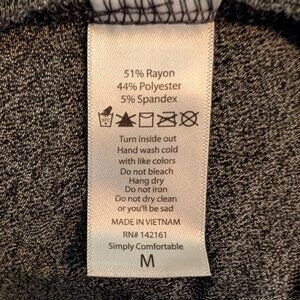 51% Rayon
44% Polyester
5% Spandex
Turn inside out
Hand wash cold
with like colors
Do not bleach
Hang dry
Do not iron
Do not dry clean
or you'll be sad
MADE IN VIETNAM
RN# 142161
Simply Comfortable
M